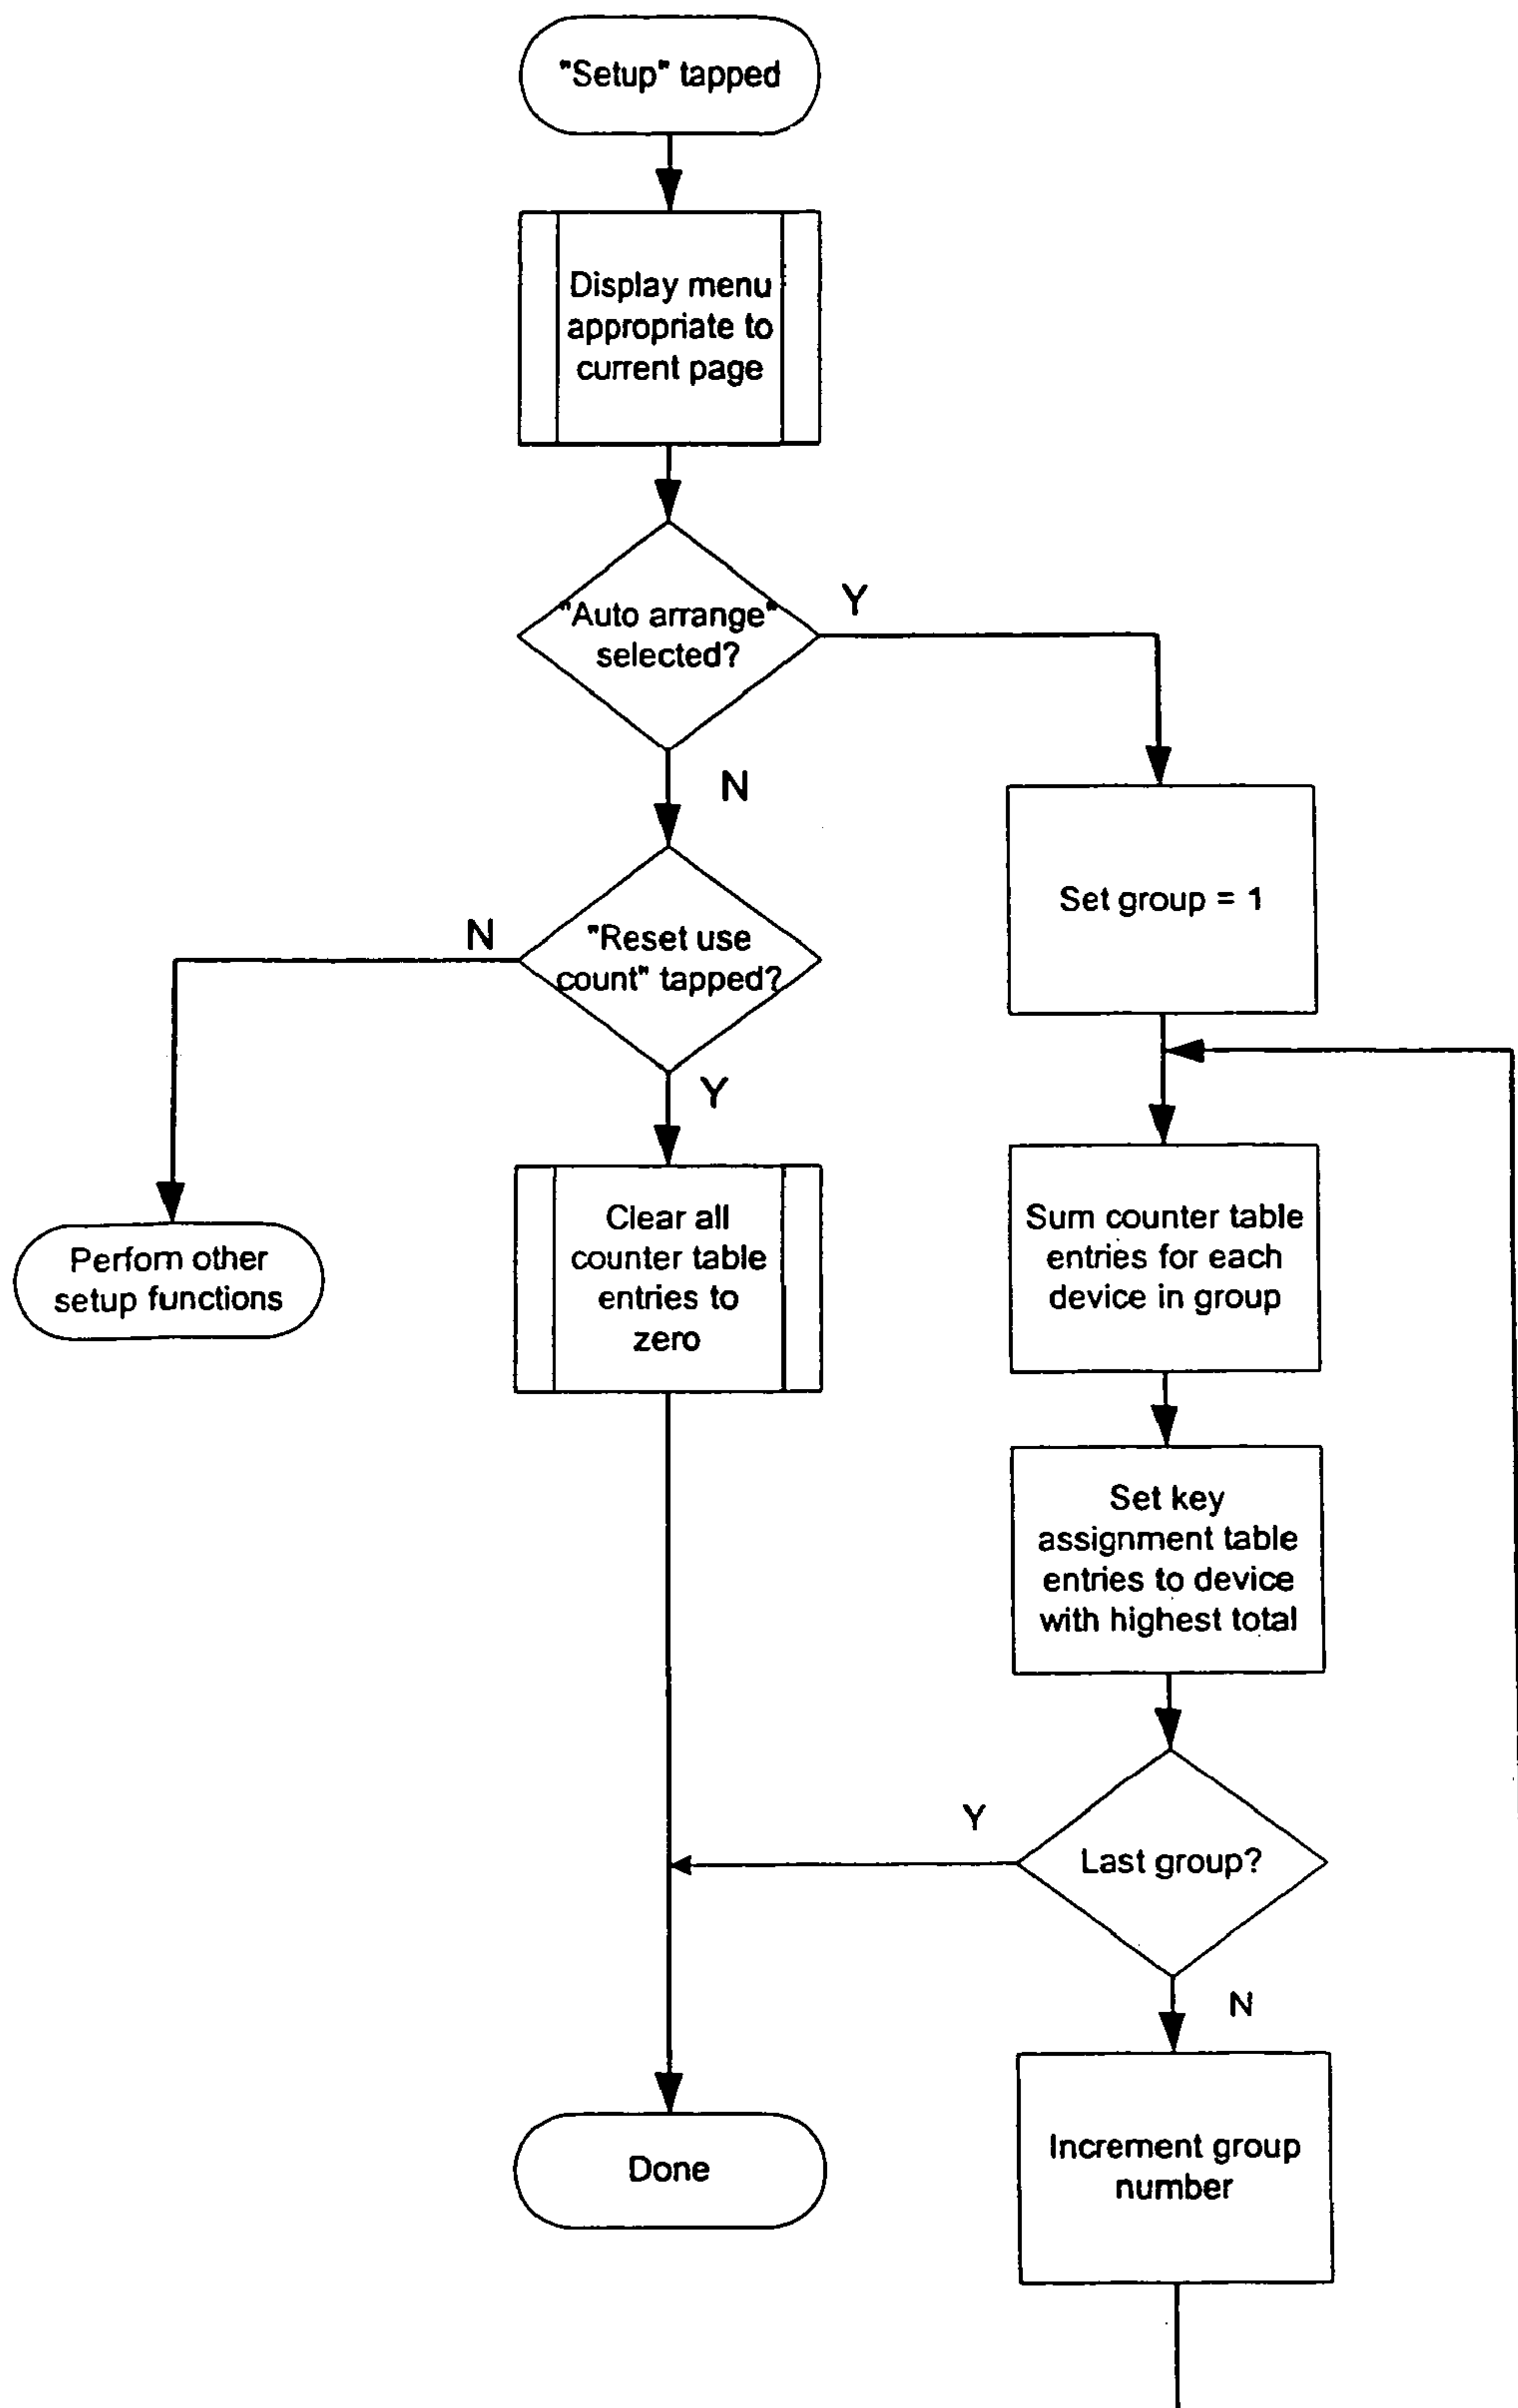 "Setup" tapped
Display menu
appropriate to
current page
"Auto arrange"
selected?
Y
N
Set group = 1
"Reset use
count" tapped?
N
Y
Sum counter table
entries for each
device in group
Clear all
counter table
entries to
zero
Perform other
setup functions
Set key
assignment table
entries to device
with highest total
Last group?
Y
N
Increment group
number
Done